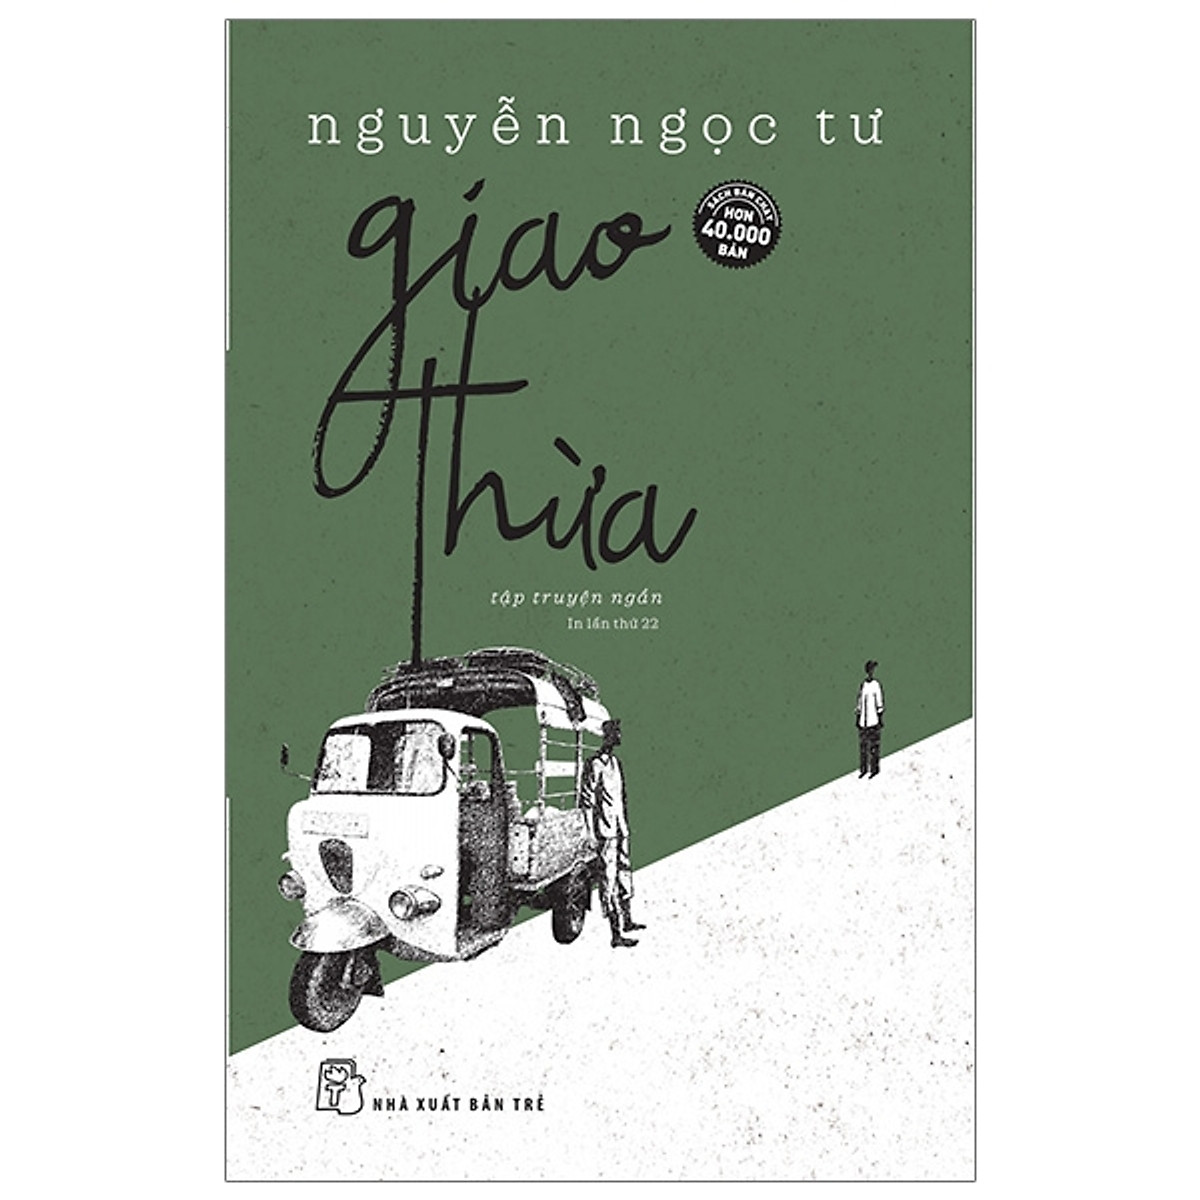 nguyễn ngọc tư
giao
thừa
SÁCH BÁN CHẠY
HƠN
40.000
BẢN
tập truyện ngắn
In lần thứ 22
NHÀ XUẤT BẢN TRẺ